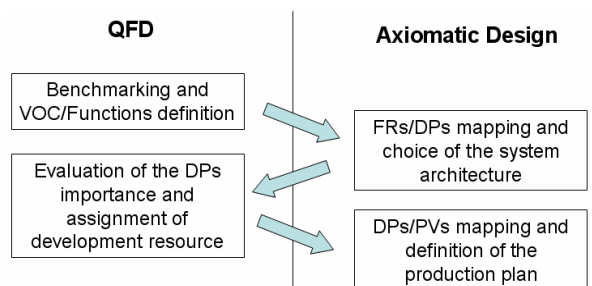 QFD
Axiomatic Design
Benchmarking and
VOC/Functions definition
FRs/DPs mapping and
choice of the system
architecture
Evaluation of the DPs
importance and
assignment of
development resource
DPs/PVs mapping and
definition of the
production plan